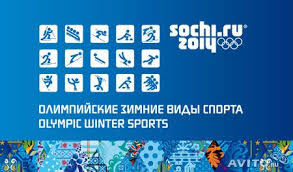 sochi.ru
2014
ОЛИМПИЙСКИЕ ЗИМНИЕ ВИДЫ СПОРТА
OLYMPIC WINTER SPORTS
AVITO.ru